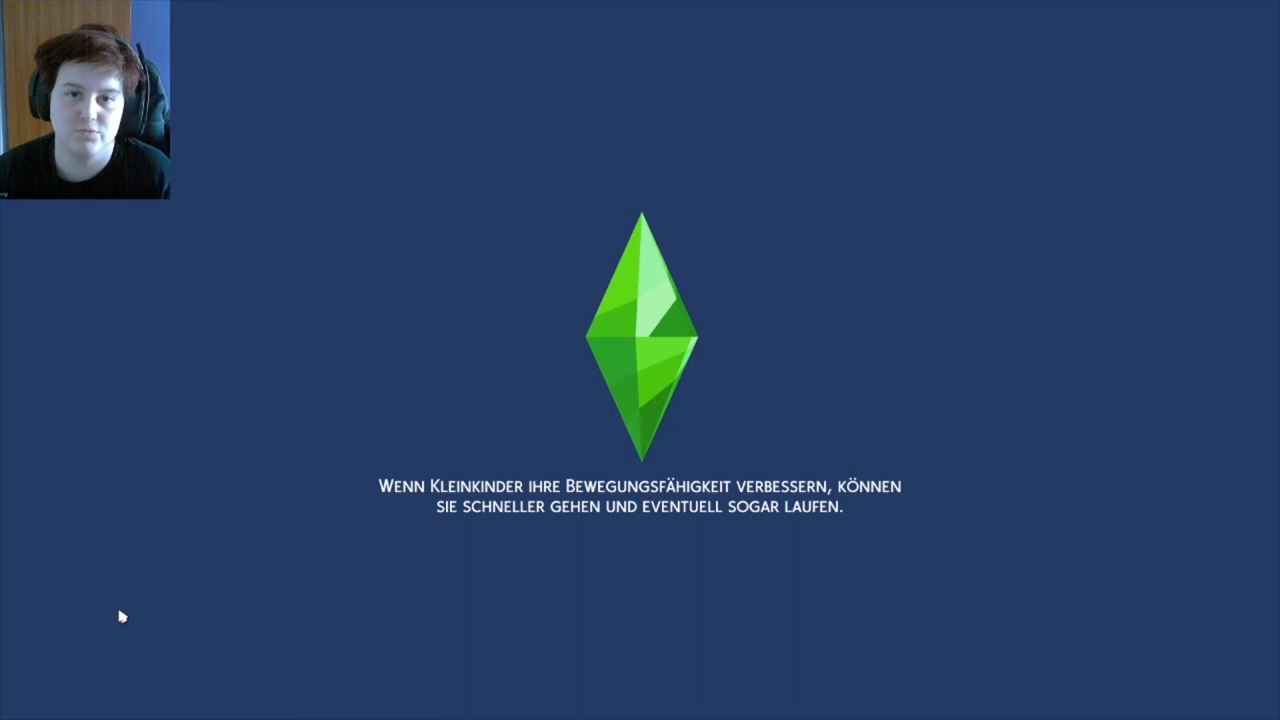 Wenn Kleinkinder ihre Bewegungsfähigkeit verbessern, können
sie schneller gehen und eventuell sogar laufen.